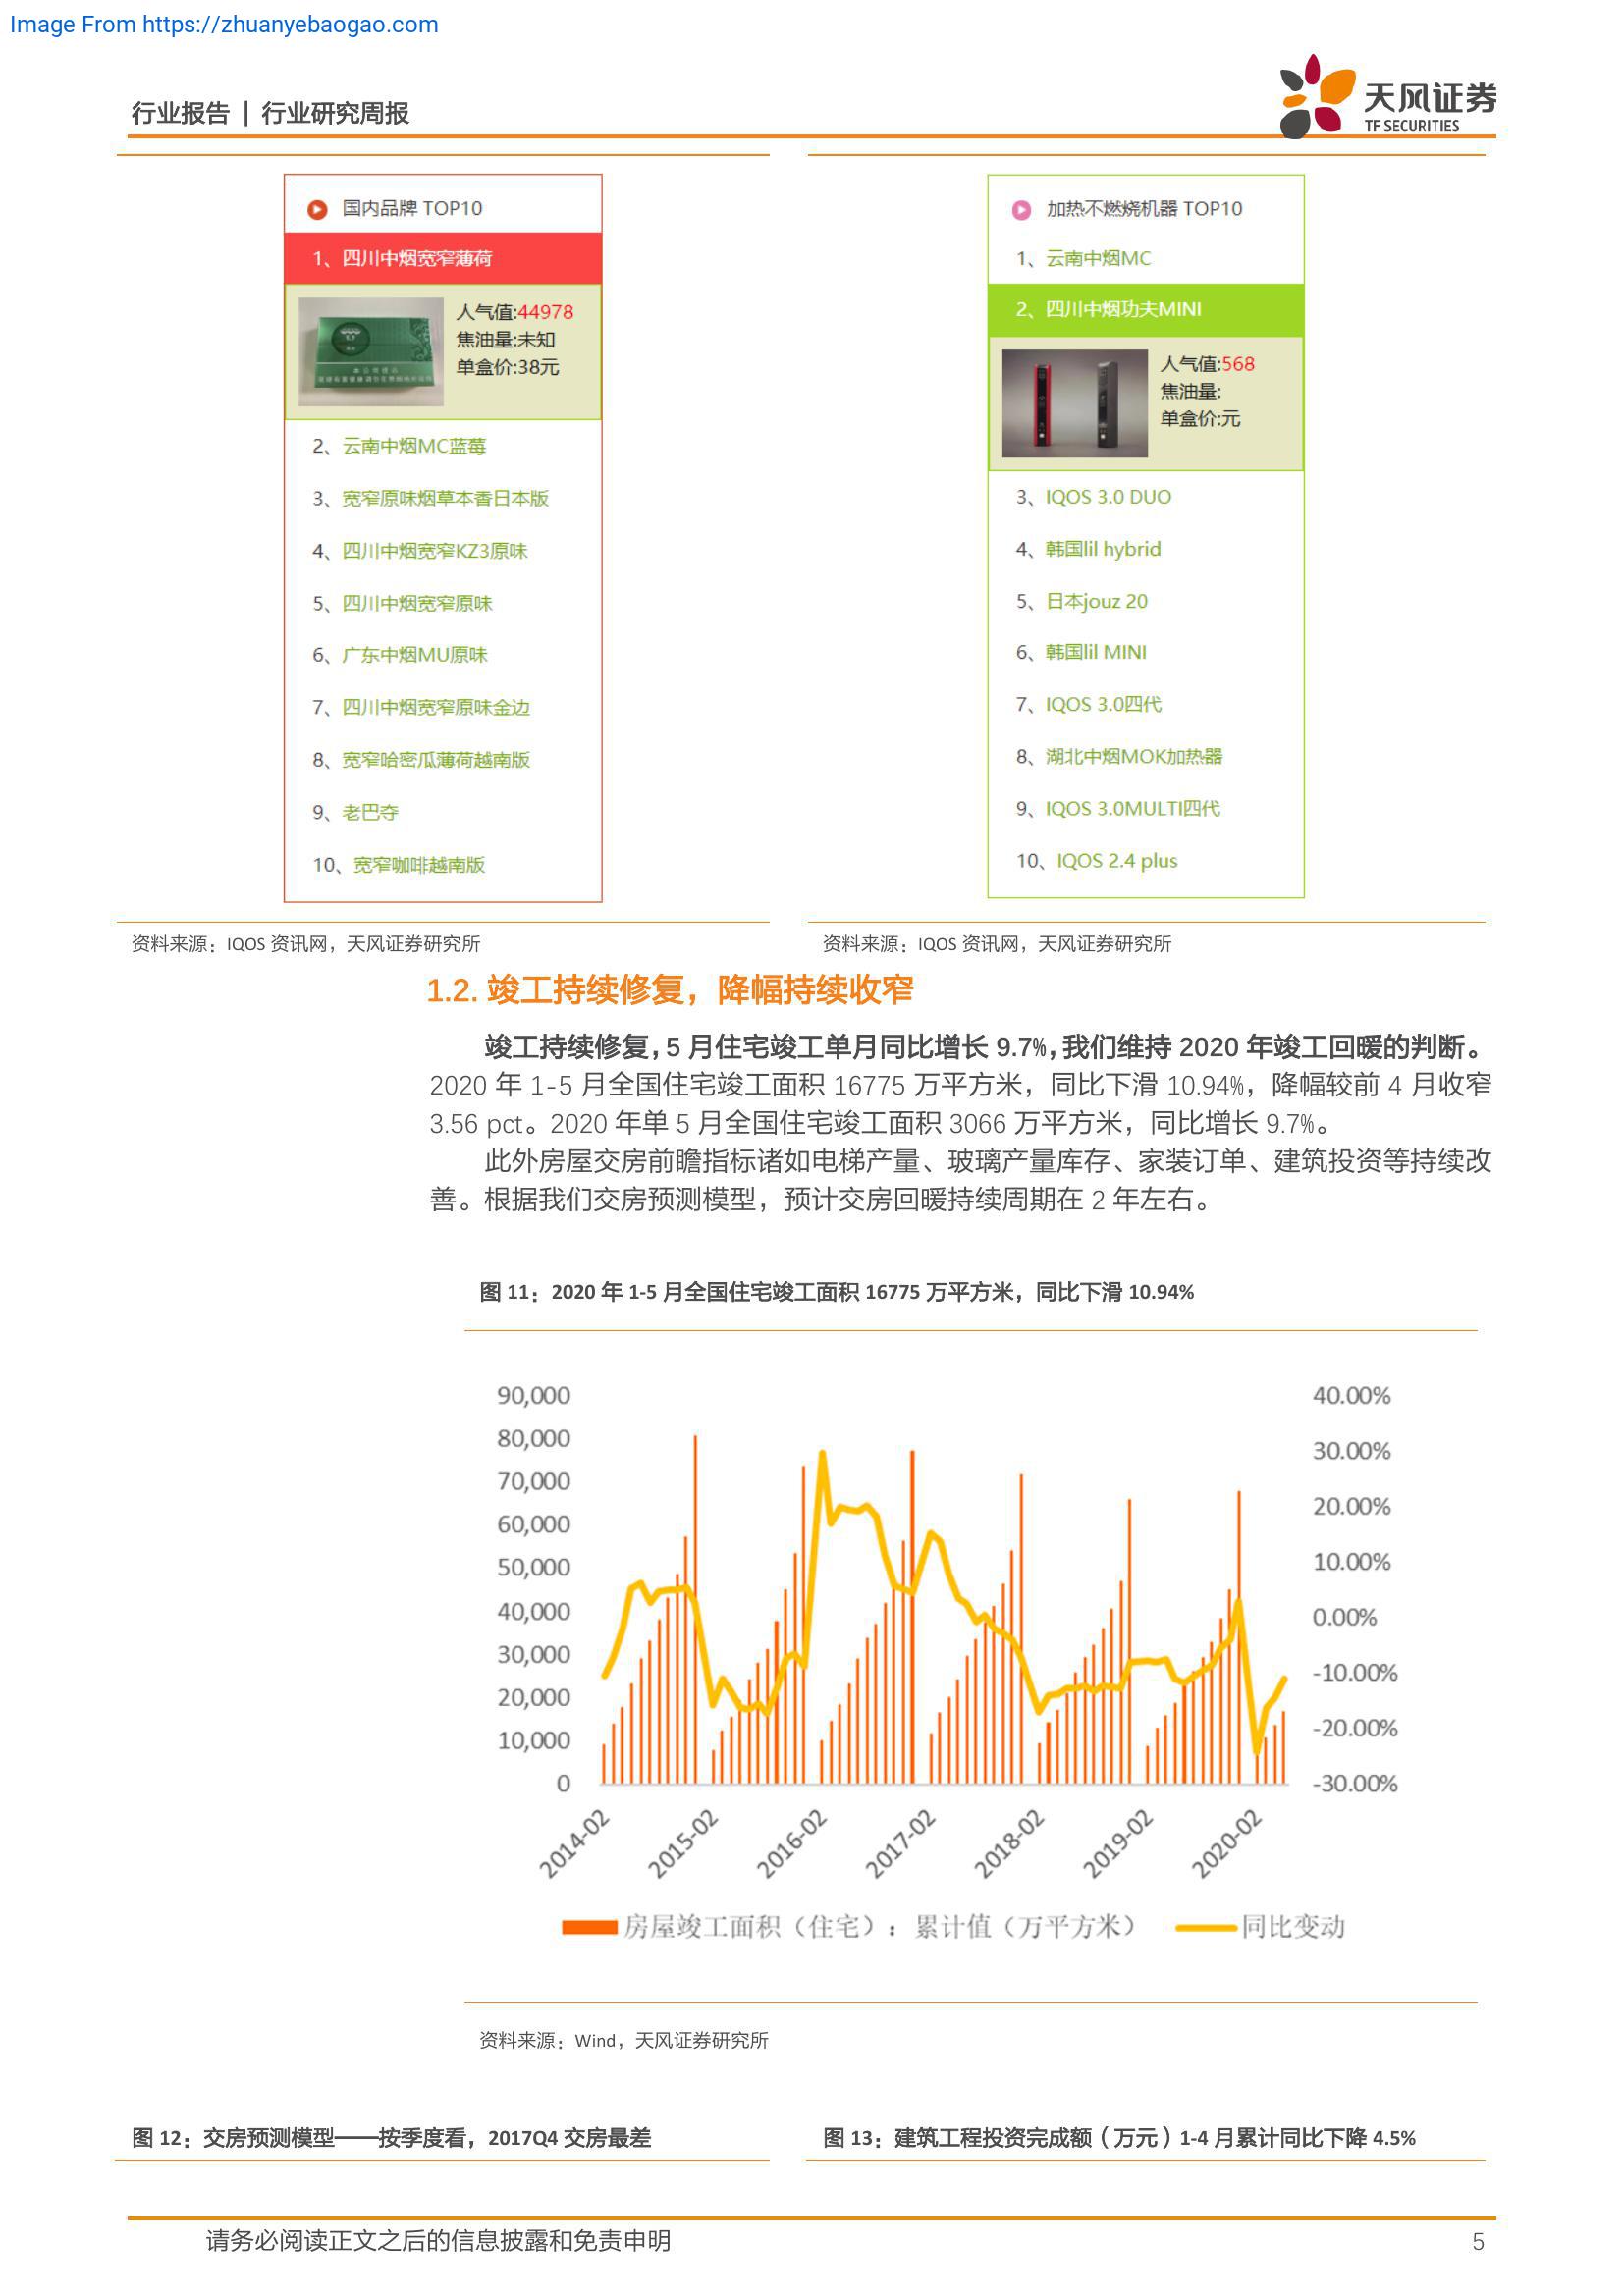 Image From https://zhuanyebaogao.com
行业报告 | 行业研究周报
天风证券
TF SECURITIES
国内品牌 TOP10
1、四川中烟宽窄薄荷
人气值:44978
焦油量:未知
单盒价:38元
2、云南中烟MC蓝莓
3、宽窄原味烟草本香日本版
4、四川中烟宽窄KZ3原味
5、四川中烟宽窄原味
6、广东中烟MU原味
7、四川中烟宽窄原味金边
8、宽窄哈密瓜薄荷越南版
9、老巴夺
10、宽窄咖啡越南版
加热不燃烧机器 TOP10
1、云南中烟MC
2、四川中烟功夫MINI
人气值:568
焦油量:
单盒价:元
3、IQOS 3.0 DUO
4、韩国lil hybrid
5、日本jouz 20
6、韩国lil MINI
7、IQOS 3.0四代
8、湖北中烟MOK加热器
9、IQOS 3.0MULTI四代
10、IQOS 2.4 plus
资料来源：IQOS 资讯网，天风证券研究所
资料来源：IQOS 资讯网，天风证券研究所
1.2. 竣工持续修复，降幅持续收窄
竣工持续修复，5 月住宅竣工单月同比增长 9.7%，我们维持 2020 年竣工回暖的判断。
2020 年 1-5 月全国住宅竣工面积 16775 万平方米，同比下滑 10.94%，降幅较前 4 月收窄
3.56 pct。2020 年单 5 月全国住宅竣工面积 3066 万平方米，同比增长 9.7%。
此外房屋交房前瞻指标诸如电梯产量、玻璃产量库存、家装订单、建筑投资等持续改
善。根据我们交房预测模型，预计交房回暖持续周期在 2 年左右。
图 11：2020 年 1-5 月全国住宅竣工面积 16775 万平方米，同比下滑 10.94%
90,000
80,000
70,000
60,000
50,000
40,000
30,000
20,000
10,000
0
40.00%
30.00%
20.00%
10.00%
0.00%
-10.00%
-20.00%
-30.00%
2014-02
2015-02
2016-02
2017-02
2018-02
2019-02
2020-02
房屋竣工面积（住宅）：累计值（万平方米）
同比变动
资料来源：Wind，天风证券研究所
图 12：交房预测模型——按季度看，2017Q4 交房最差
图 13：建筑工程投资完成额（万元）1-4 月累计同比下降 4.5%
请务必阅读正文之后的信息披露和免责申明
5